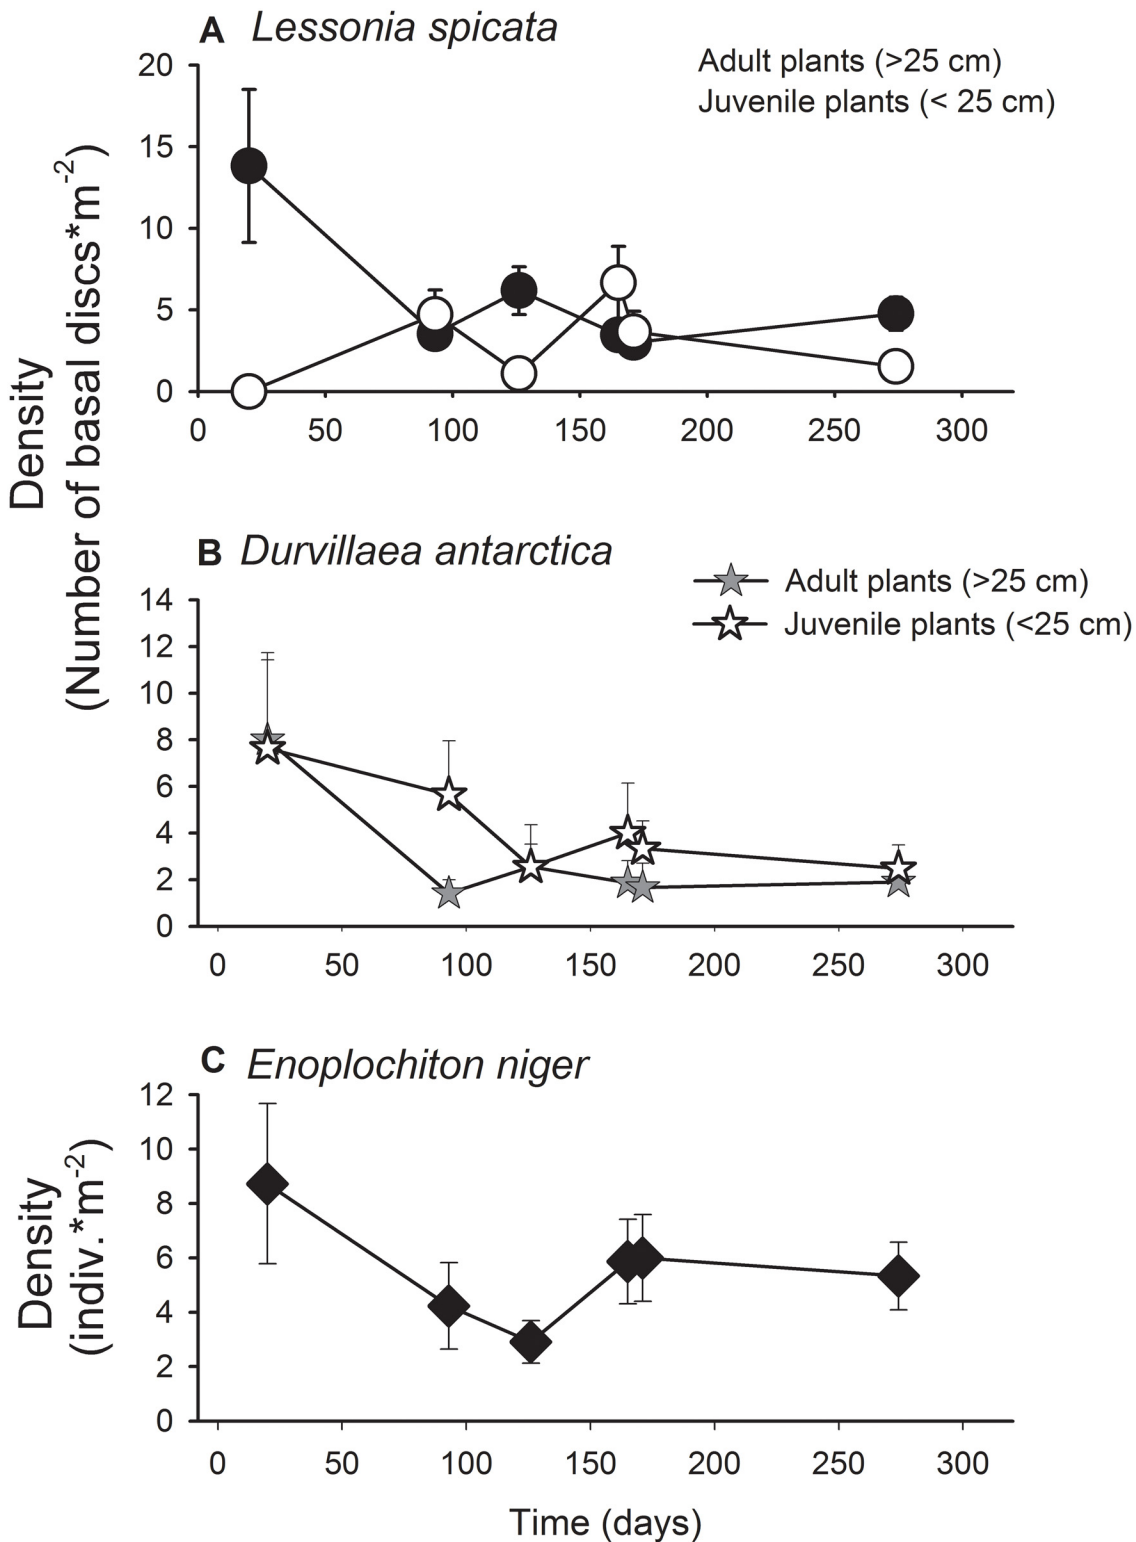 A Lessonia spicata
Adult plants (>25 cm)
Juvenile plants (< 25 cm)
20
15
10
5
0
0 50 100 150 200 250 300
Density
(Number of basal discs*m-2)
B Durvillaea antarctica
Adult plants (>25 cm)
Juvenile plants (<25 cm)
14
12
10
8
6
4
2
0
0 50 100 150 200 250 300
C Enoplochiton niger
12
10
8
6
4
2
0
Density
(indiv.*m-2)
0 50 100 150 200 250 300
Time (days)